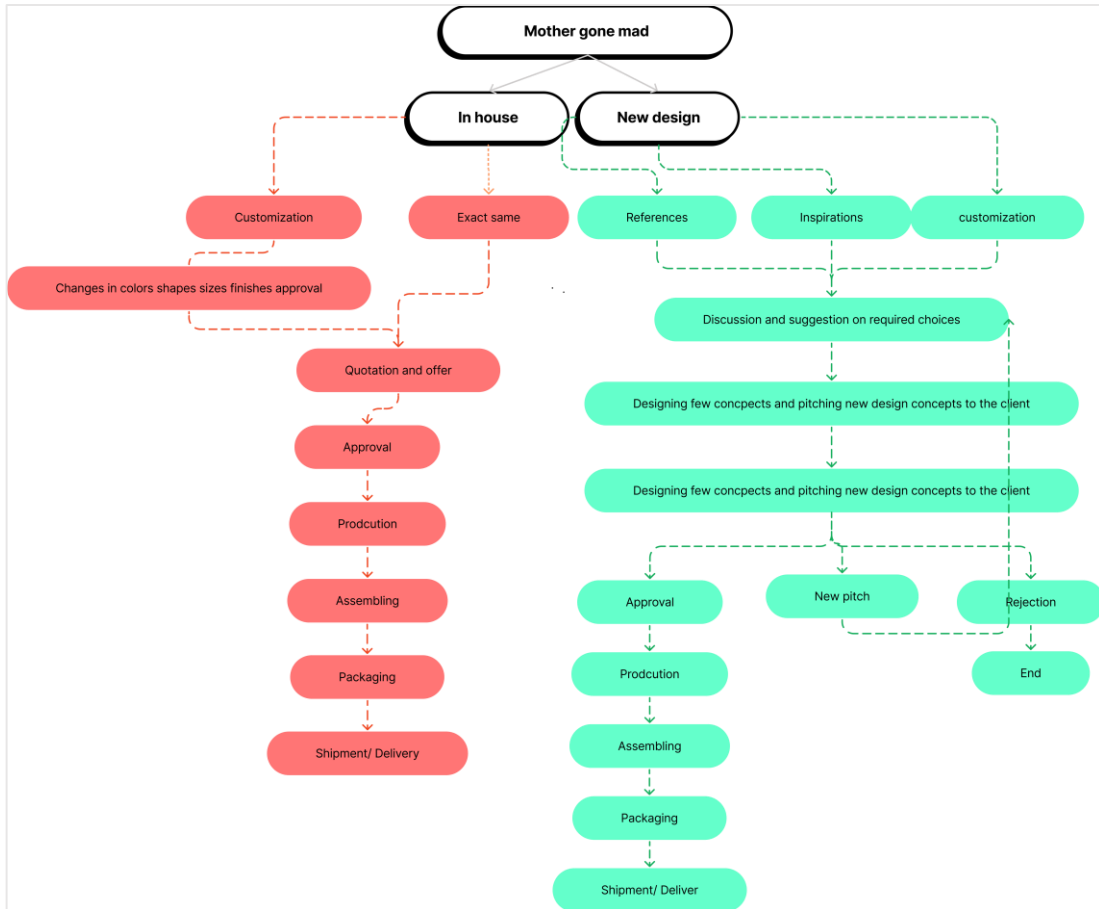 Mother gone mad
In house
New design
Customization
Exact same
References
Inspirations
customization
Changes in colors shapes sizes finishes approval
Discussion and suggestion on required choices
Quotation and offer
Designing few concpects and pitching new design concepts to the client
Approval
Designing few concpects and pitching new design concepts to the client
Prodcution
Assembling
Packaging
Shipment/ Delivery
Approval
New pitch
Rejection
Prodcution
End
Assembling
Packaging
Shipment/ Deliver